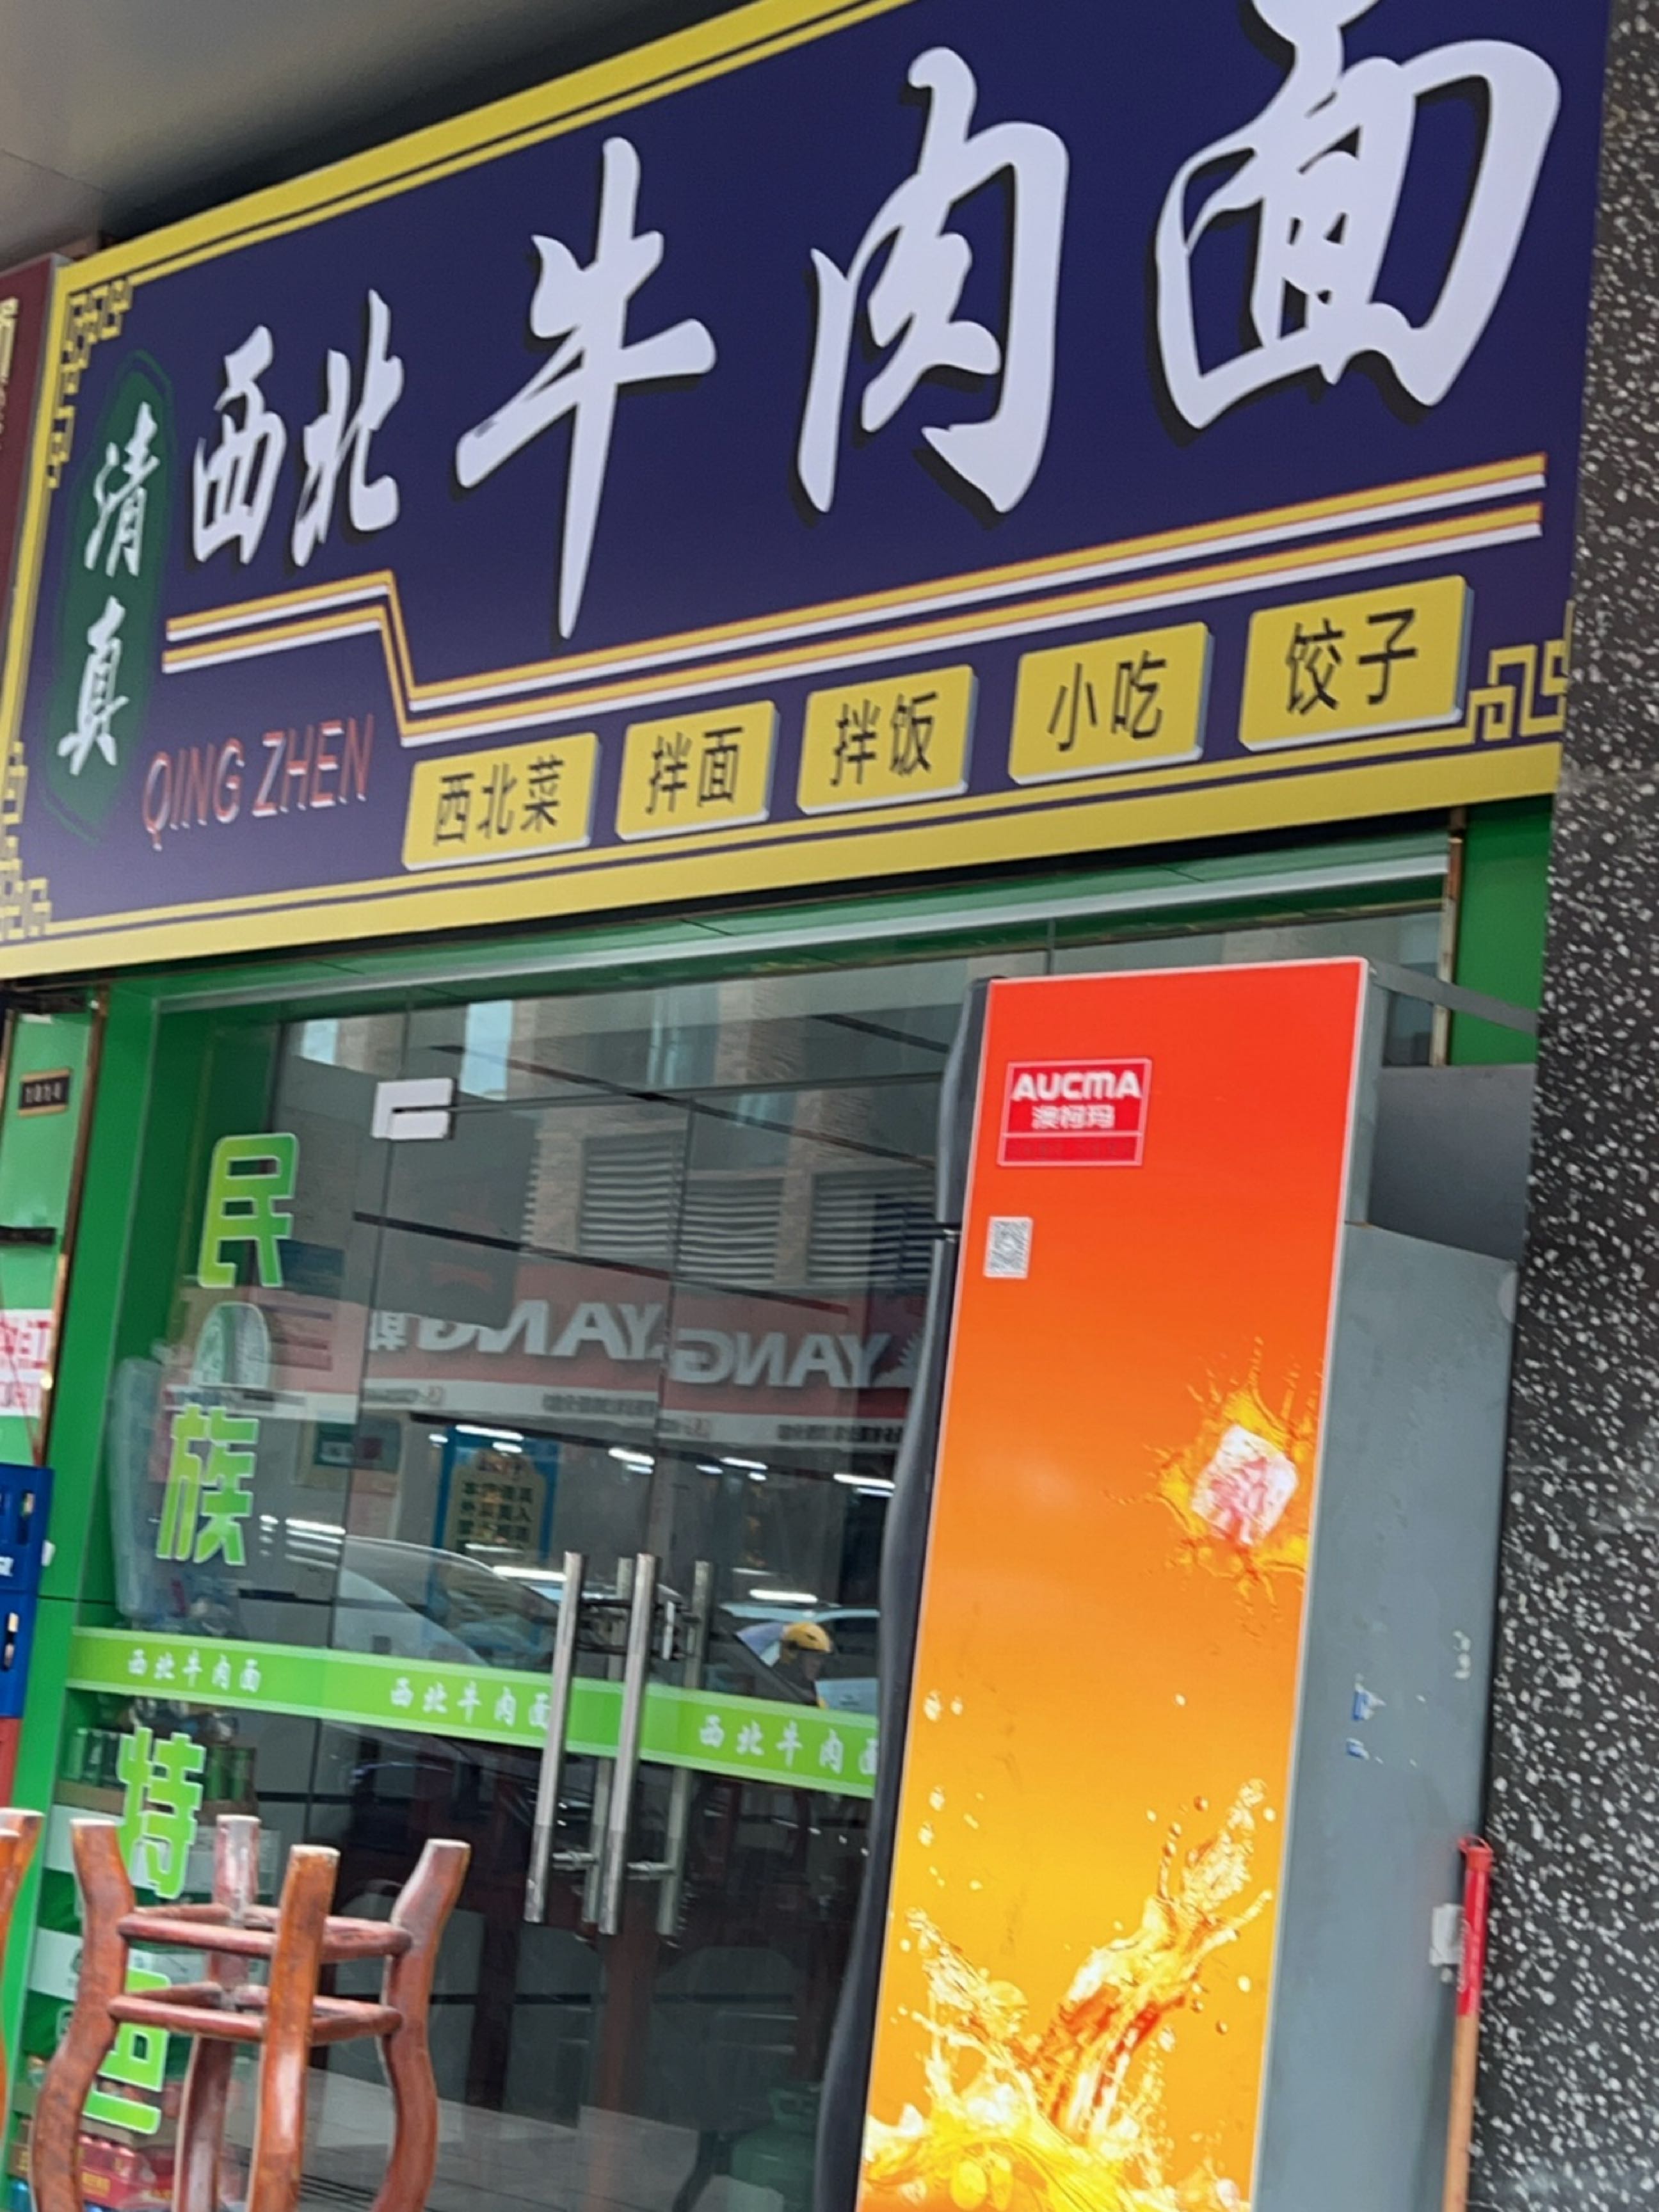 清真
西北牛肉面
QING ZHEN
西北菜
拌面
拌饭
小吃
饺子
AUCMA
澳柯玛
民族特色
西北牛肉面
西北牛肉面
西北牛肉面